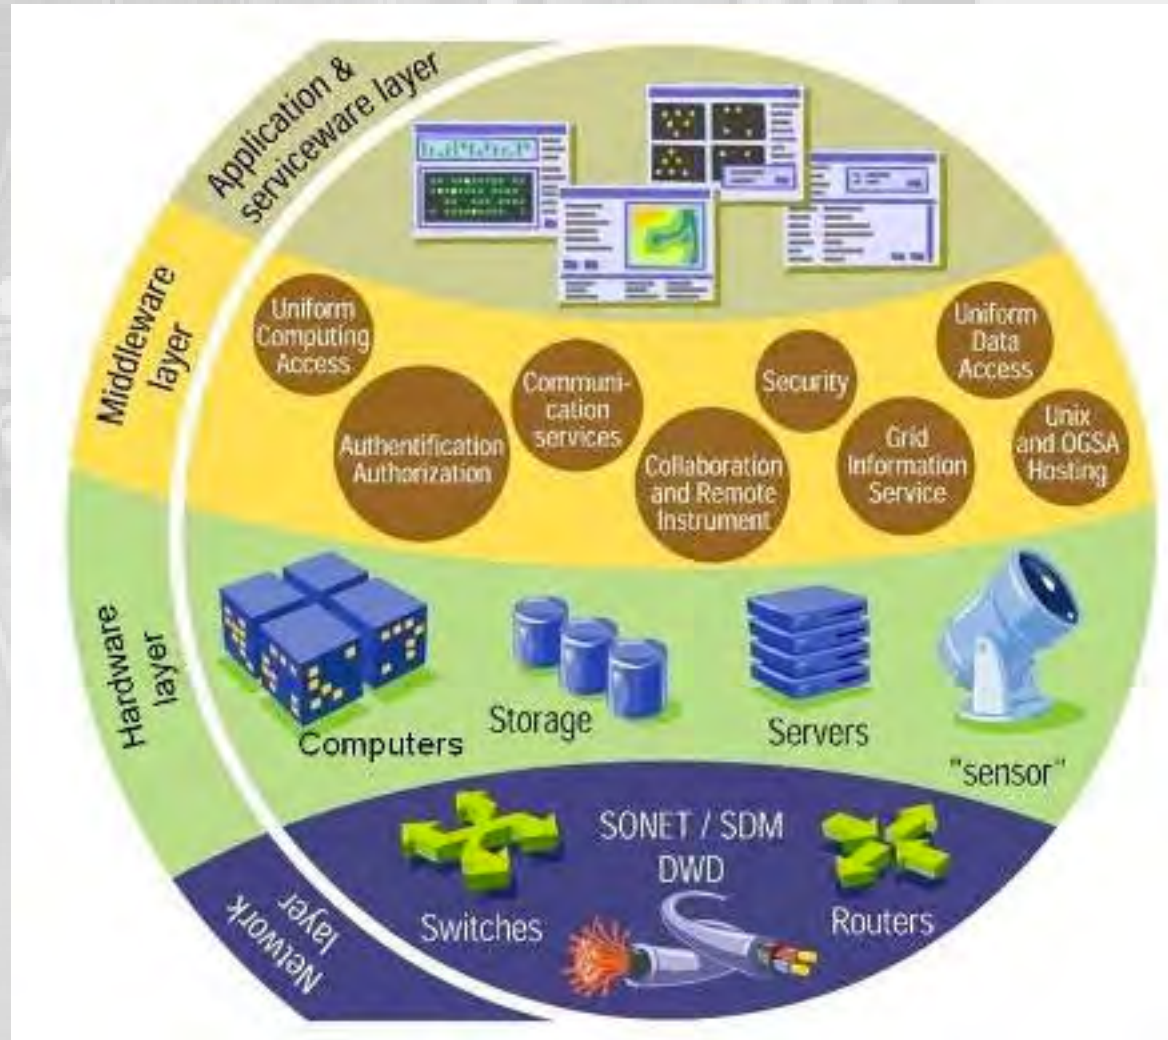 Application &
serviceware layer
Middleware
layer
Uniform
Computing
Access
Authentification
Authorization
Communi-
cation
services
Collaboration
and Remote
Instrument
Security
Grid
Information
Service
Uniform
Data
Access
Unix
and OGSA
Hosting
Hardware
layer
Computers
Storage
Servers
"sensor"
Network
layer
Switches
SONET / SDM
DWD
Routers